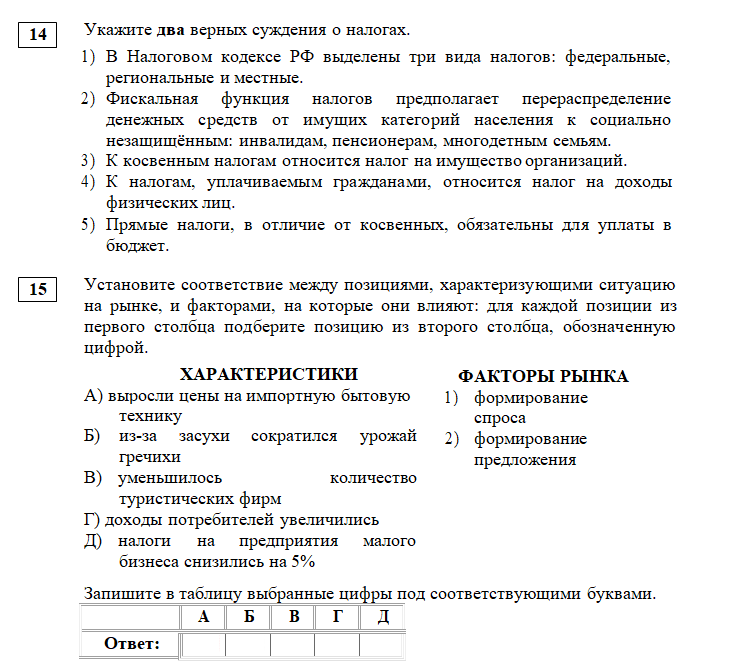 14
Укажите два верных суждения о налогах.
1) В Налоговом кодексе РФ выделены три вида налогов: федеральные,
региональные и местные.
2) Фискальная функция налогов предполагает перераспределение
денежных средств от имущих категорий населения к социально
незащищённым: инвалидам, пенсионерам, многодетным семьям.
3) К косвенным налогам относится налог на имущество организаций.
4) К налогам, уплачиваемым гражданами, относится налог на доходы
физических лиц.
5) Прямые налоги, в отличие от косвенных, обязательны для уплаты в
бюджет.
15
Установите соответствие между позициями, характеризующими ситуацию
на рынке, и факторами, на которые они влияют: для каждой позиции из
первого столбца подберите позицию из второго столбца, обозначенную
цифрой.
ХАРАКТЕРИСТИКИ
А) выросли цены на импортную бытовую
технику
Б) из-за засухи сократился урожай
гречихи
В) уменьшилось количество
туристических фирм
Г) доходы потребителей увеличились
Д) налоги на предприятия малого
бизнеса снизились на 5%
ФАКТОРЫ РЫНКА
1) формирование
спроса
2) формирование
предложения
Запишите в таблицу выбранные цифры под соответствующими буквами.
А Б В Г Д
Ответ: